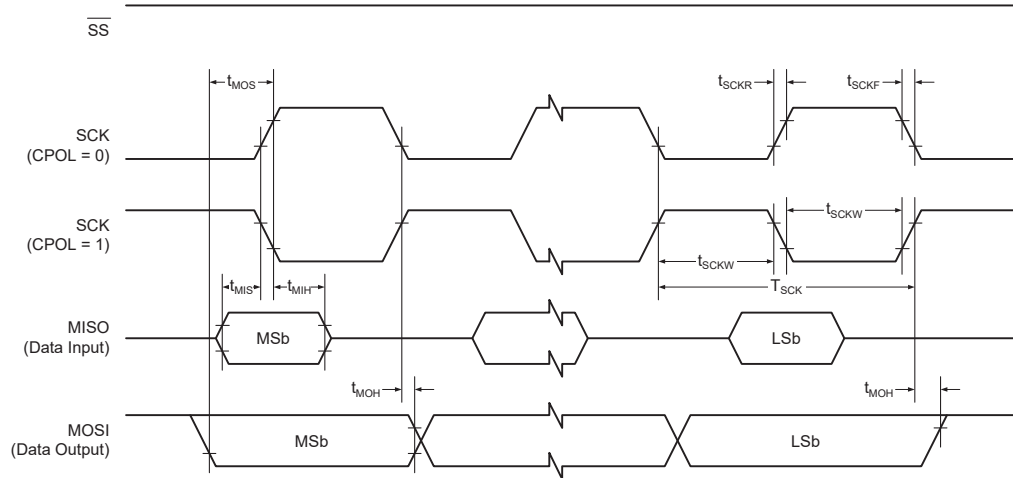 SS
tMOS
tSCKR
tSCKF
SCK
(CPOL = 0)
SCK
(CPOL = 1)
tSCKW
tSCKW
TSCK
tMIS
tMIH
MISO
(Data Input)
MSb
LSb
tMOH
tMOH
MOSI
(Data Output)
MSb
LSb